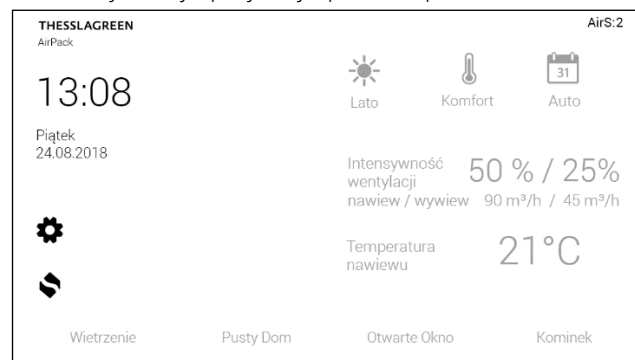 THESSLAGREEN
AirPack
AirS:2
13:08
Piątek
24.08.2018
31
Lato
Komfort
Auto
Intensywność
wentylacji
nawiew / wywiew
50 % / 25%
90 m³/h / 45 m³/h
Temperatura
nawiewu
21°C
Wietrzenie
Pusty Dom
Otwarte Okno
Kominek